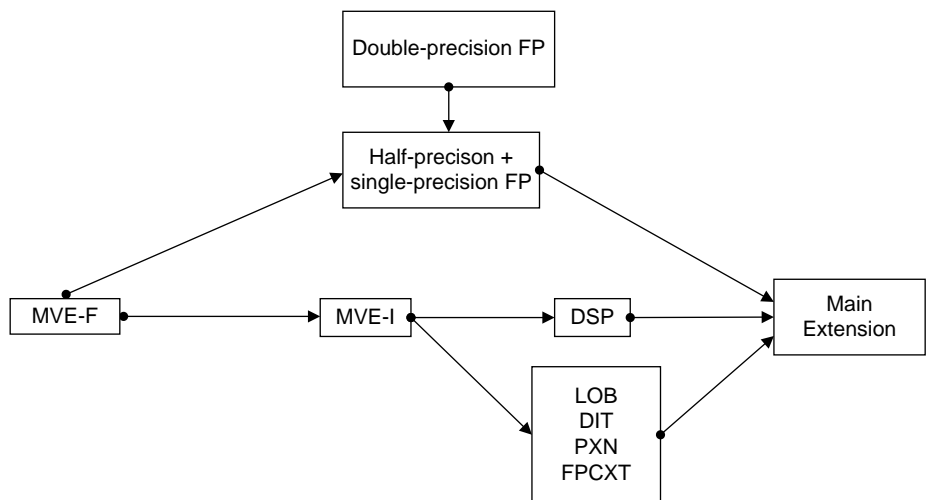 Double-precision FP
Half-precison +
single-precision FP
MVE-F
MVE-I
DSP
Main
Extension
LOB
DIT
PXN
FPCXT